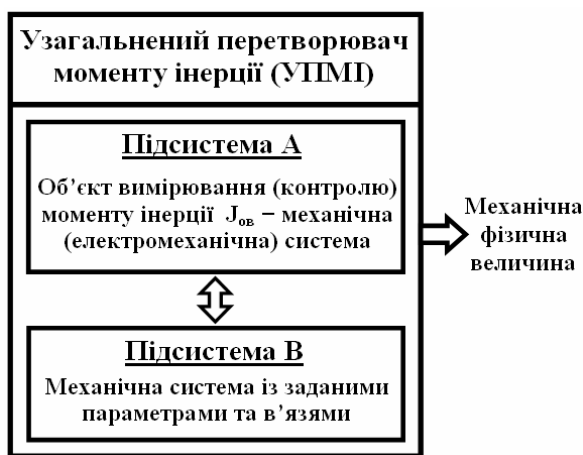 Узагальнений перетворювач
моменту інерції (УПМІ)
Підсистема А
Об’єкт вимірювання (контролю)
моменту інерції Jов – механічна
(електромеханічна) система
Механічна
фізична
величина
Підсистема В
Механічна система із заданими
параметрами та в’язями